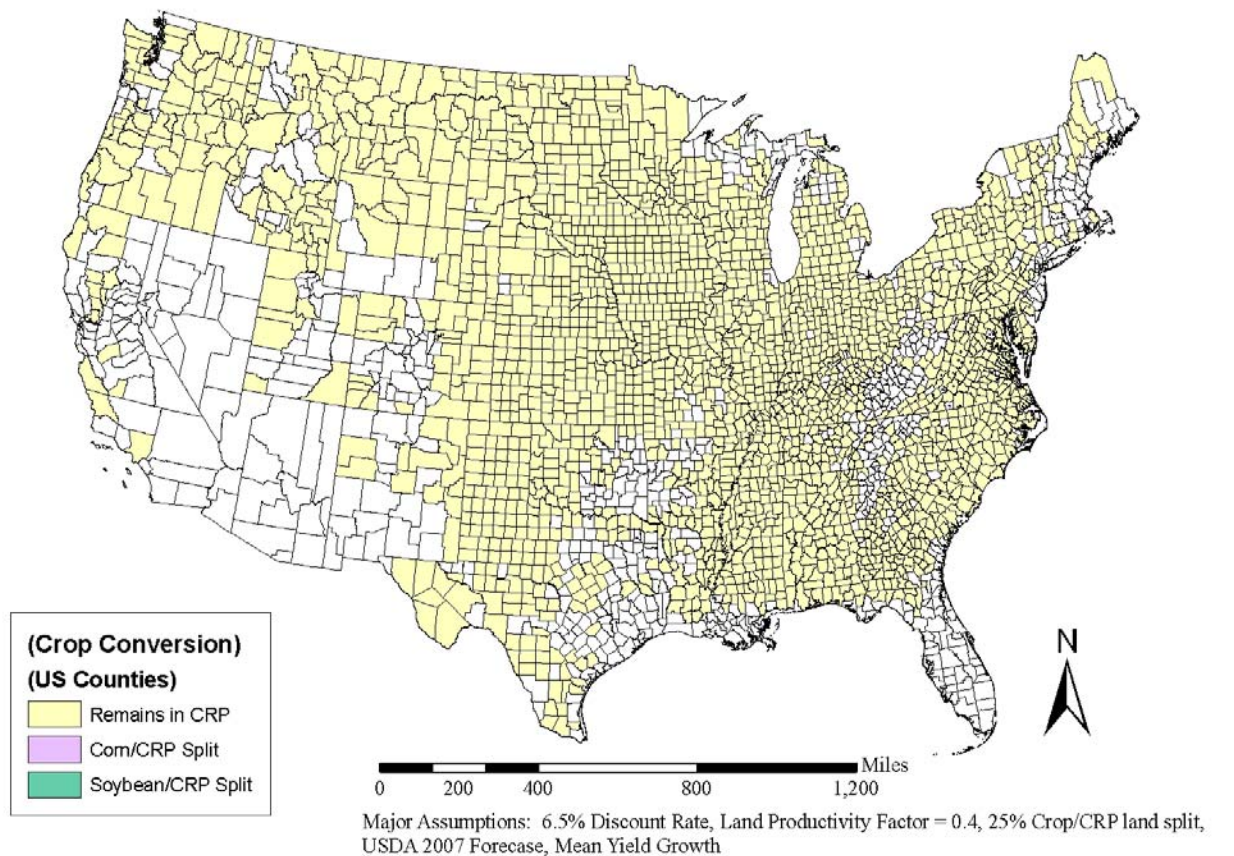 (Crop Conversion)
(US Counties)
Remains in CRP
Corn/CRP Split
Soybean/CRP Split
N
Miles
0 200 400 800 1,200
Major Assumptions: 6.5% Discount Rate, Land Productivity Factor = 0.4, 25% Crop/CRP land split,
USDA 2007 Forecase, Mean Yield Growth